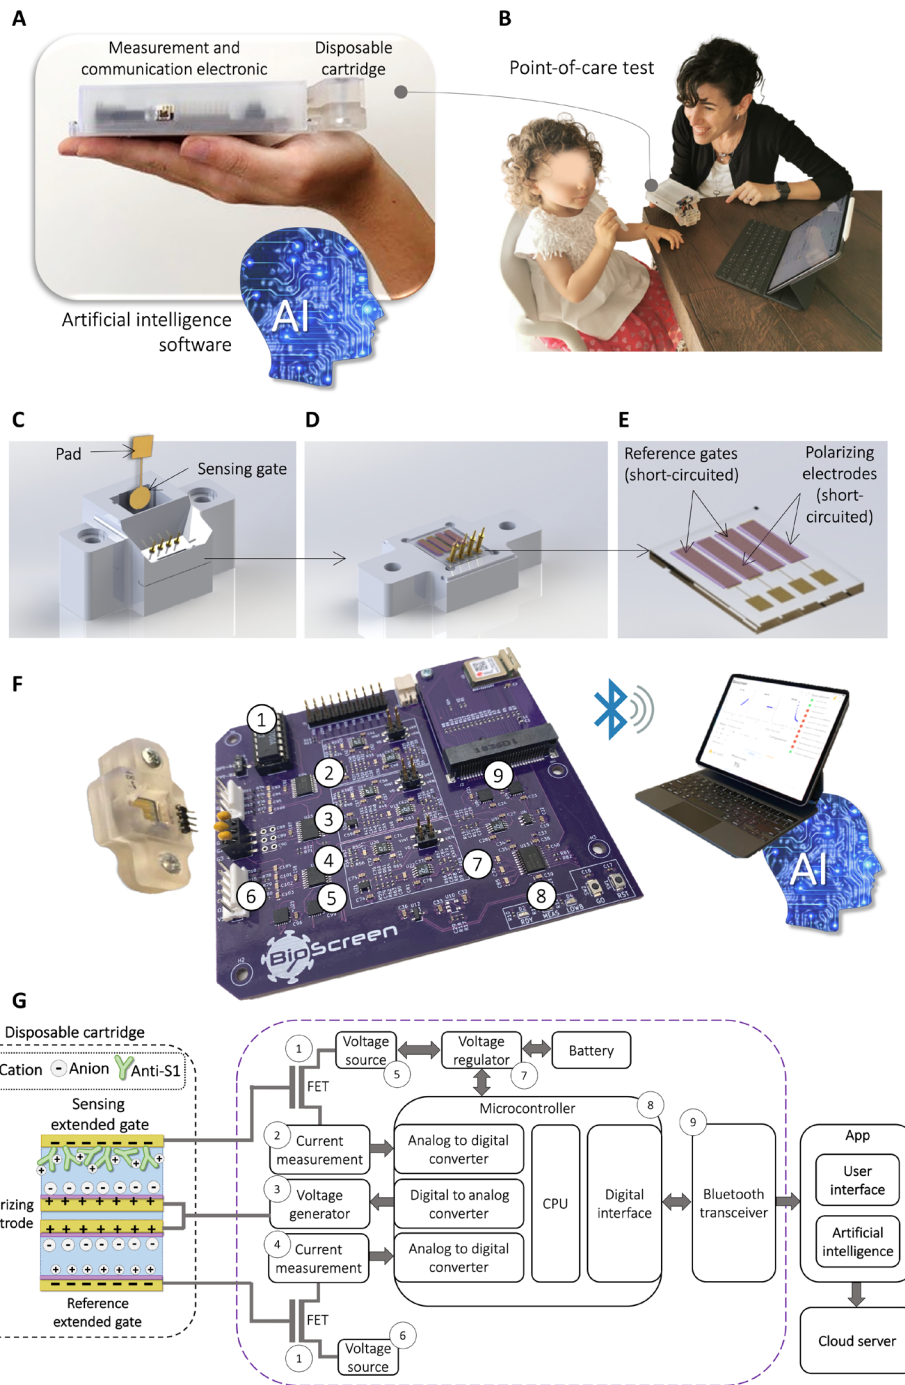 A
Measurement and
communication electronic
Disposable
cartridge
AI
Artificial intelligence
software
B
Point-of-care test
C
Pad
Sensing gate
D
E
Reference gates
(short-circuited)
Polarizing
electrodes
(short-
circuited)
F
1
2
3
4
5
6
7
8
9
BioScreen
AI
G
Disposable cartridge
Cation
- Anion
Anti-S1
Sensing
extended gate
rizing
trode
Reference
extended gate
1
FET
Voltage
source
5
Voltage
regulator
7
Battery
Microcontroller
8
2
Current
measurement
Analog to digital
converter
3
Voltage
generator
Digital to analog
converter
4
Current
measurement
Analog to digital
converter
CPU
Digital
interface
9
Bluetooth
transceiver
App
User
interface
Artificial
intelligence
Cloud server
FET
1
Voltage
source
6